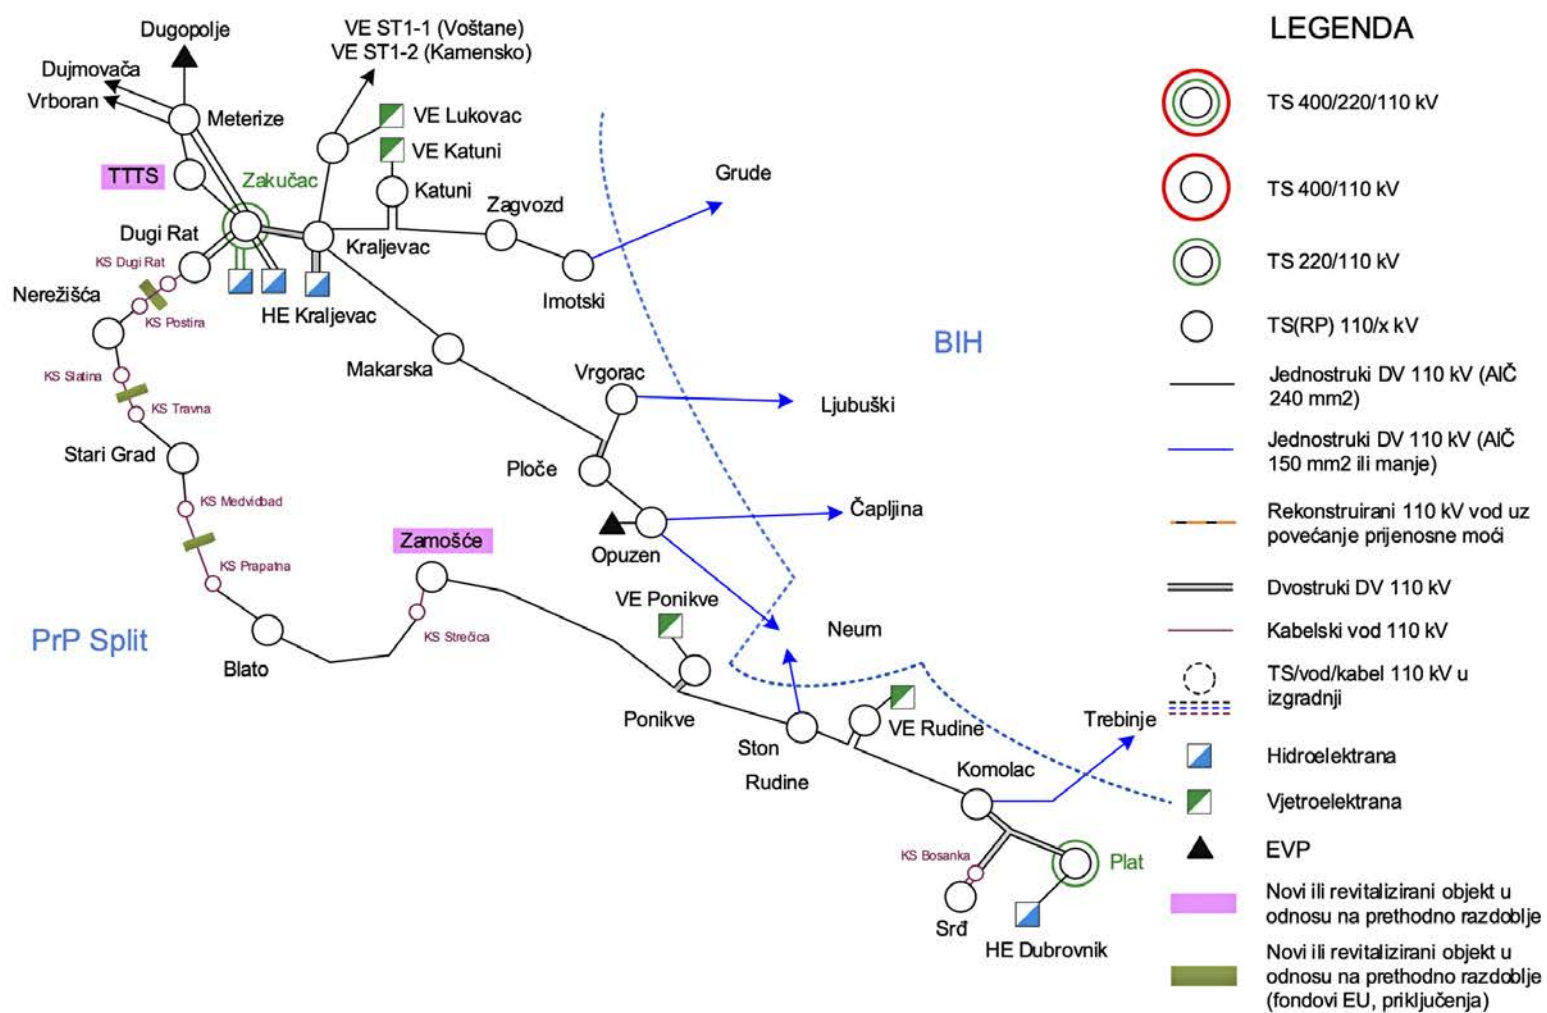 Dugopolje
VE ST1-1 (Voštane)
VE ST1-2 (Kamensko)
Dujmovača
Vrboran
Meterize
VE Lukovac
VE Katuni
TTTS
Zakučac
Katuni
Grude
Zagvozd
Dugi Rat
Kraljevac
KS Dugi Rat
Nerežišća
Imotski
KS Postira
HE Kraljevac
BIH
Makarska
Vrgorac
KS Slatina
KS Travna
Ljubuški
Stari Grad
Ploče
KS Medvidbad
Čapljina
Zamošće
Opuzen
KS Prapatna
VE Ponikve
Neum
PrP Split
KS Strečica
Blato
Ponikve
Trebinje
VE Rudine
Ston
Rudine
Komolac
KS Bosanka
Plat
Srđ
HE Dubrovnik
LEGENDA
TS 400/220/110 kV
TS 400/110 kV
TS 220/110 kV
TS(RP) 110/x kV
Jednostruki DV 110 kV (AlČ
240 mm2)
Jednostruki DV 110 kV (AlČ
150 mm2 ili manje)
Rekonstruirani 110 kV vod uz
povećanje prijenosne moći
Dvostruki DV 110 kV
Kabelski vod 110 kV
TS/vod/kabel 110 kV u
izgradnji
Hidroelektrana
Vjetroelektrana
EVP
Novi ili revitalizirani objekt u
odnosu na prethodno razdoblje
Novi ili revitalizirani objekt u
odnosu na prethodno razdoblje
(fondovi EU, priključenja)